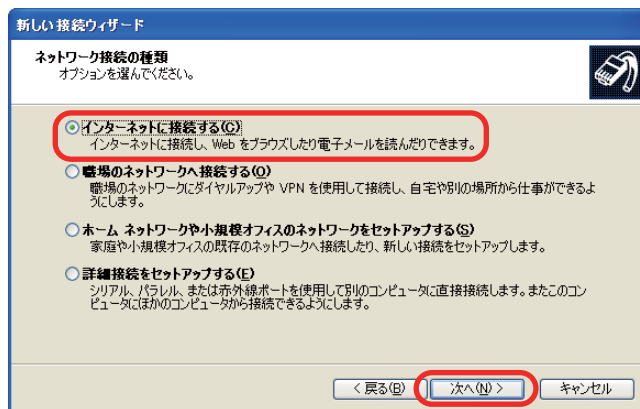 新しい接続ウィザード
ネットワーク接続の種類
オプションを選んでください。
インターネットに接続する(C)
インターネットに接続し、Web をブラウズしたり電子メールを読んだりできます。
職場のネットワークへ接続する(O)
職場のネットワークにダイヤルアップや VPN を使用して接続し、自宅や別の場所から仕事ができるよ
うにします。
ホーム ネットワークや小規模オフィスのネットワークをセットアップする(S)
家庭や小規模オフィスの既存のネットワークへ接続したり、新しい接続をセットアップします。
詳細接続をセットアップする(E)
シリアル、パラレル、または赤外線ポートを使用して別のコンピュータに直接接続します。またこのコン
ピュータにほかのコンピュータから接続できるようにします。
< 戻る(B) 次へ(N) > キャンセル